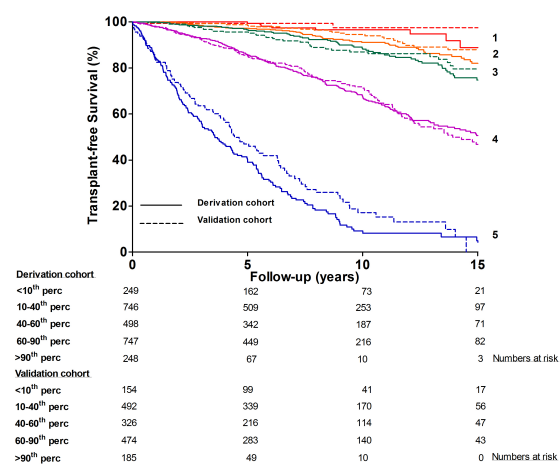 Transplant-free Survival (%)
100
80
60
40
20
0
1
2
3
4
5
Derivation cohort
Validation cohort
0 5 10 15
Follow-up (years)
Derivation cohort
<10th perc 249 162 73 21
10-40th perc 746 509 253 97
40-60th perc 498 342 187 71
60-90th perc 747 449 216 82
>90th perc 248 67 10 3 Numbers at risk
Validation cohort
<10th perc 154 99 41 17
10-40th perc 492 339 170 56
40-60th perc 326 216 114 47
60-90th perc 474 283 140 43
>90th perc 185 49 10 0 Numbers at risk